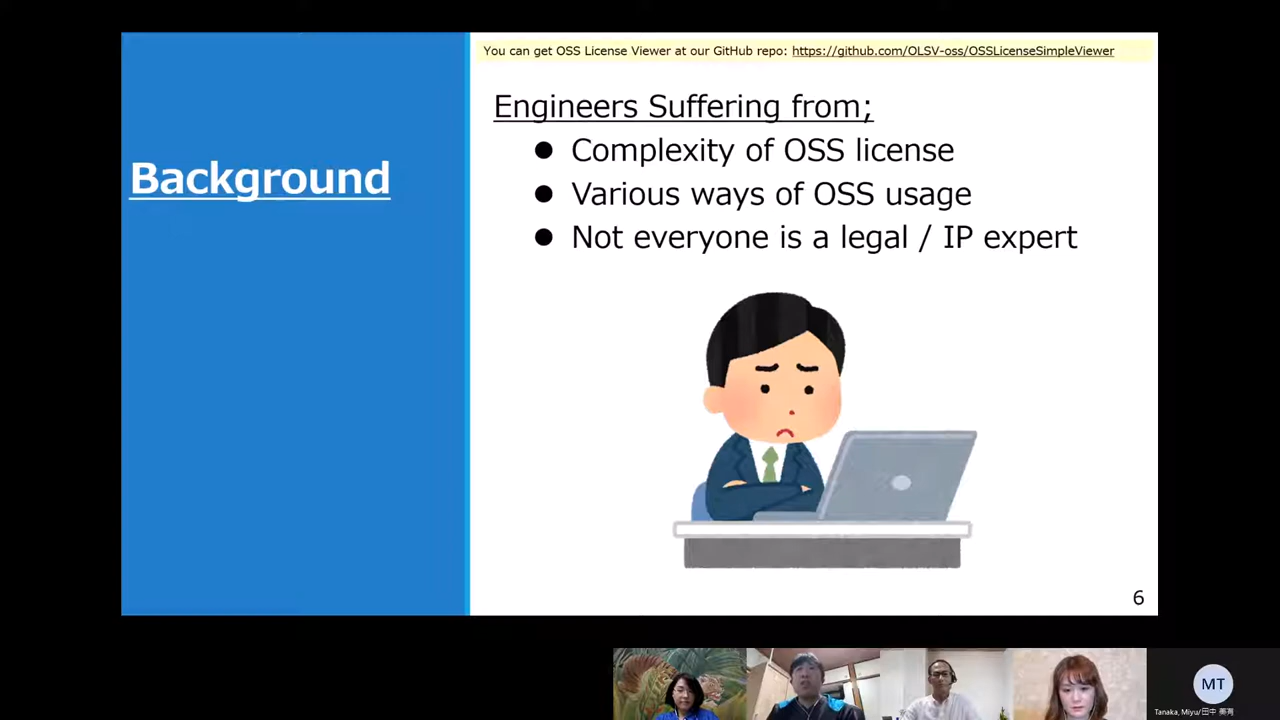 You can get OSS License Viewer at our GitHub repo: https://github.com/OLSV-oss/OSSLicenseSimpleViewer
Background
Engineers Suffering from;
● Complexity of OSS license
● Various ways of OSS usage
● Not everyone is a legal / IP expert
6
MT
Tanaka, Miyu/田中